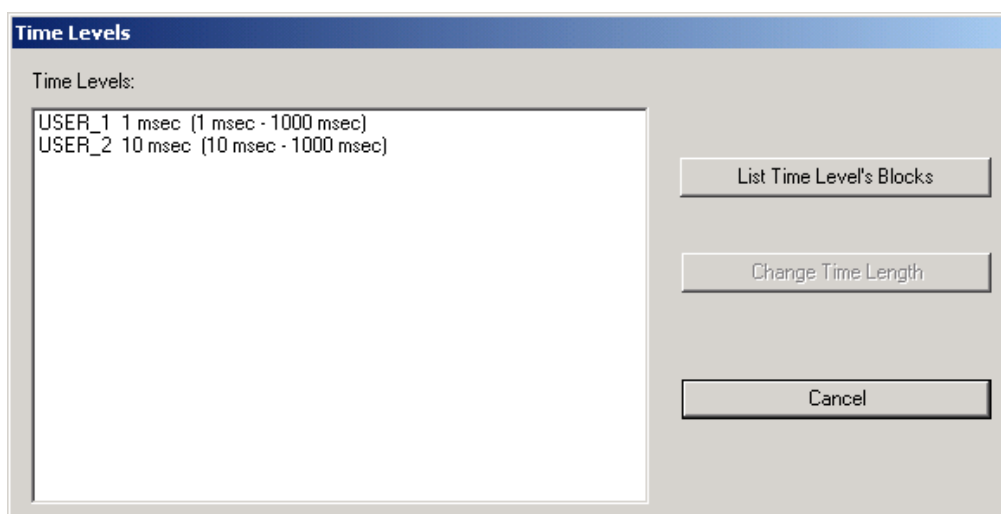 Time Levels
Time Levels:
USER_1 1 msec (1 msec - 1000 msec)
USER_2 10 msec (10 msec - 1000 msec)
List Time Level's Blocks
Change Time Length
Cancel